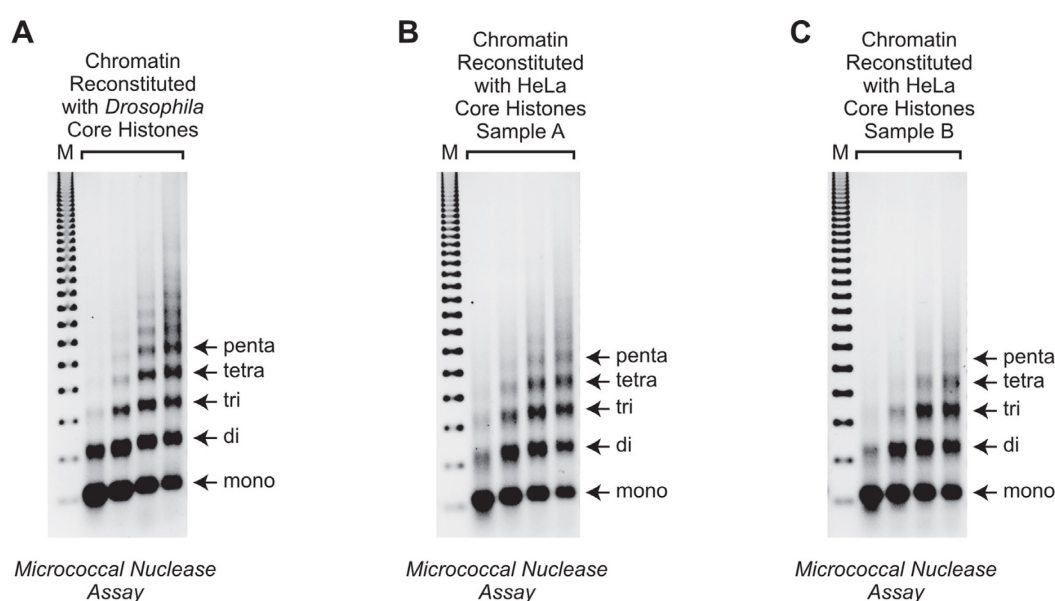 A
Chromatin
Reconstituted
with Drosophila
Core Histones
M
penta
tetra
tri
di
mono
Micrococcal Nuclease
Assay
B
Chromatin
Reconstituted
with HeLa
Core Histones
Sample A
M
penta
tetra
tri
di
mono
Micrococcal Nuclease
Assay
C
Chromatin
Reconstituted
with HeLa
Core Histones
Sample B
M
penta
tetra
tri
di
mono
Micrococcal Nuclease
Assay